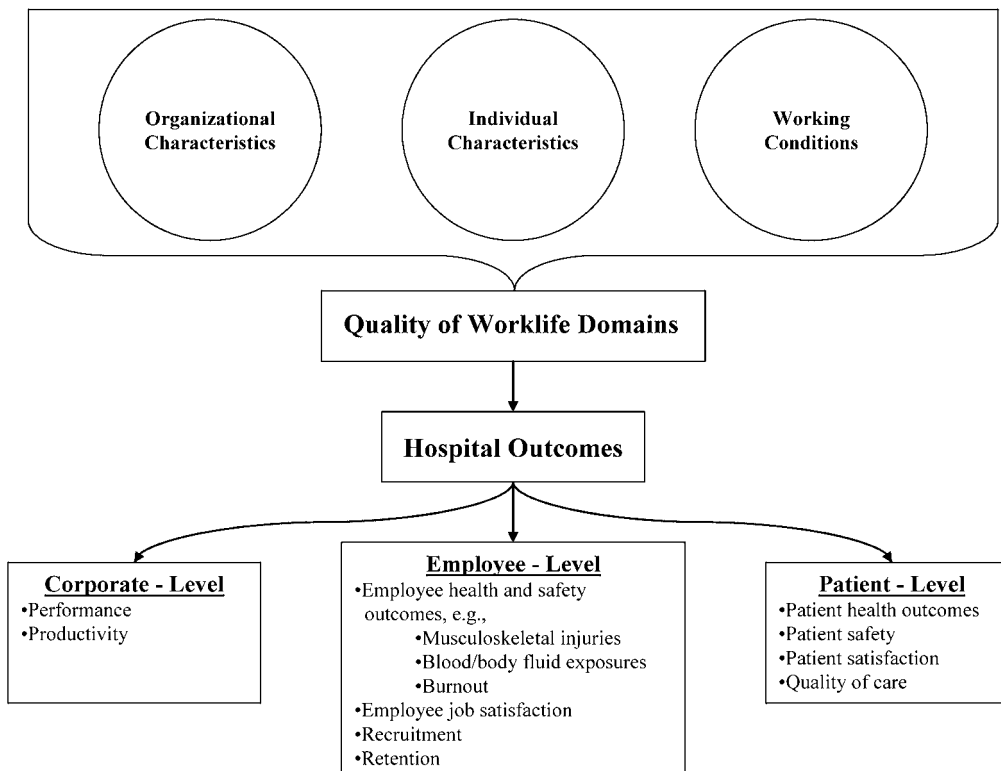 Organizational
Characteristics
Individual
Characteristics
Working
Conditions
Quality of Worklife Domains
Hospital Outcomes
Corporate - Level
•Performance
•Productivity
Employee - Level
•Employee health and safety
outcomes, e.g.,
•Musculoskeletal injuries
•Blood/body fluid exposures
•Burnout
•Employee job satisfaction
•Recruitment
•Retention
Patient - Level
•Patient health outcomes
•Patient safety
•Patient satisfaction
•Quality of care